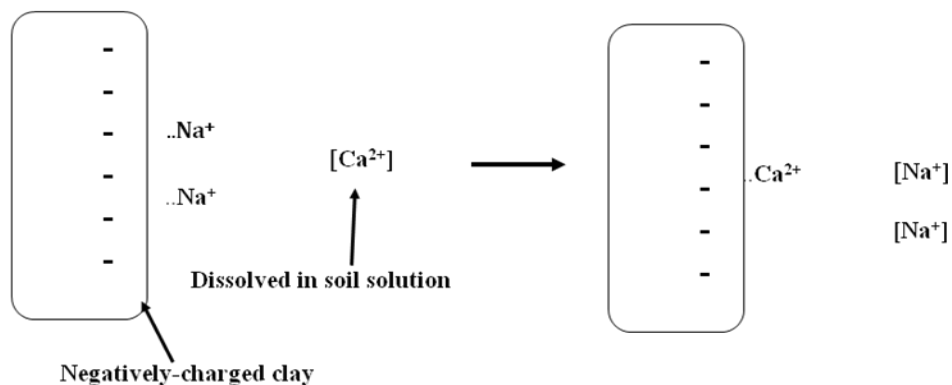 -
-
-
-
-
-
..Na⁺
..Na⁺
[Ca²⁺]
Dissolved in soil solution
Negatively-charged clay
-
-
-
-
-
-
..Ca²⁺
[Na⁺]
[Na⁺]